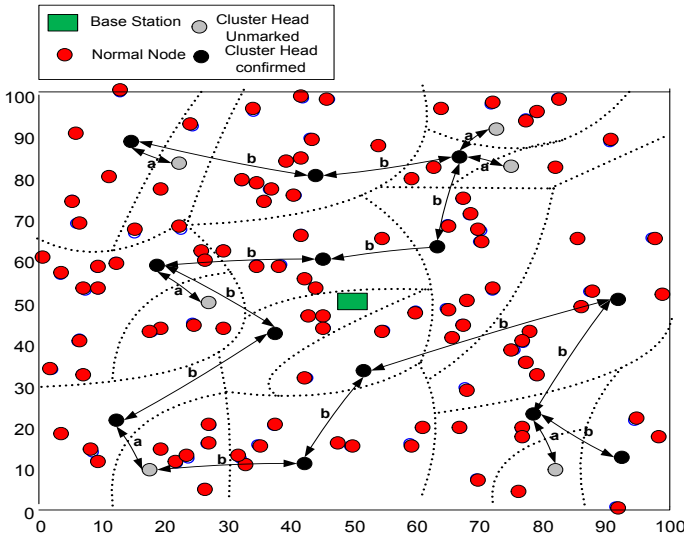 Base Station
Cluster Head
Unmarked
Normal Node
Cluster Head
confirmed
100
90
80
70
60
50
40
30
20
10
0
a
b
b
a
a
b
b
b
a
b
b
b
b
b
a
b
a
b
0 10 20 30 40 50 60 70 80 90 100